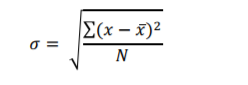 σ = √(Σ(x − x̄)² / N)